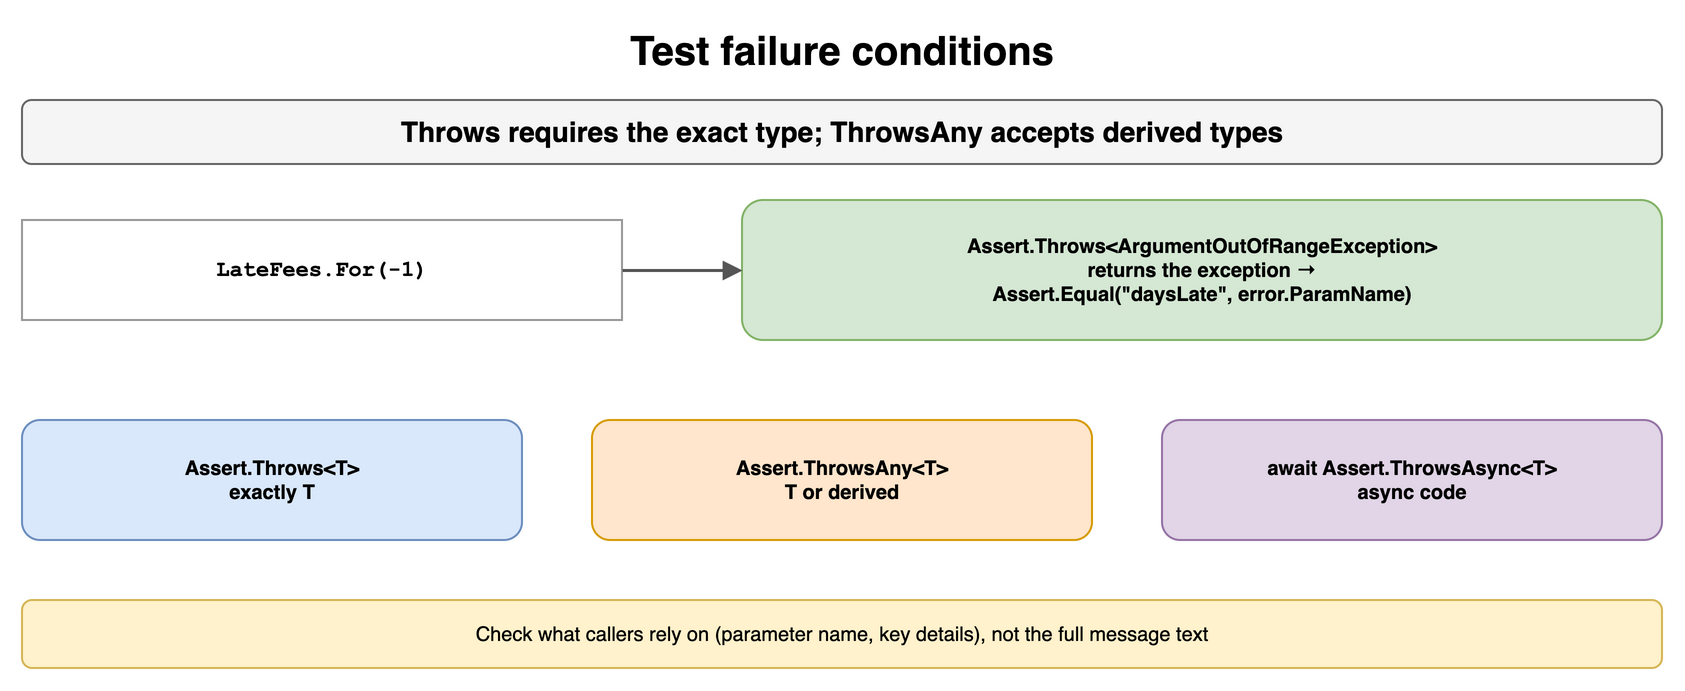 Test failure conditions
Throws requires the exact type; ThrowsAny accepts derived types
LateFees.For(-1)
Assert.Throws<ArgumentOutOfRangeException>
returns the exception →
Assert.Equal("daysLate", error.ParamName)
Assert.Throws<T>
exactly T
Assert.ThrowsAny<T>
T or derived
await Assert.ThrowsAsync<T>
async code
Check what callers rely on (parameter name, key details), not the full message text